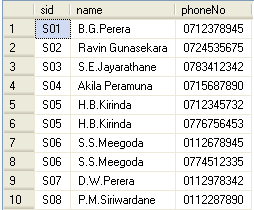 sid name phoneNo
1 S01 B.G.Perera 0712378945
2 S02 Ravin Gunasekara 0724535675
3 S03 S.E.Jayarathane 0783412342
4 S04 Akila Peramuna 0715687890
5 S05 H.B.Kirinda 0712345732
6 S05 H.B.Kirinda 0776756453
7 S06 S.S.Meegoda 0112678945
8 S06 S.S.Meegoda 0774512335
9 S07 D.W.Perera 0112978342
10 S08 P.M.Siriwardane 0112287890